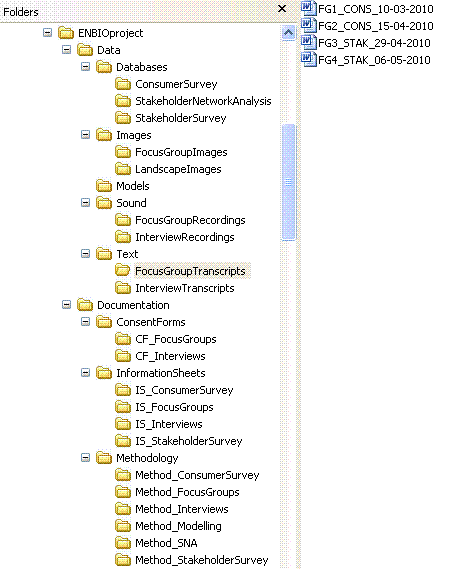 Folders
ENBIOproject
Data
Databases
ConsumerSurvey
StakeholderNetworkAnalysis
StakeholderSurvey
Images
FocusGroupImages
LandscapeImages
Models
Sound
FocusGroupRecordings
InterviewRecordings
Text
FocusGroupTranscripts
InterviewTranscripts
Documentation
ConsentForms
CF_FocusGroups
CF_Interviews
InformationSheets
IS_ConsumerSurvey
IS_FocusGroups
IS_Interviews
IS_StakeholderSurvey
Methodology
Method_ConsumerSurvey
Method_FocusGroups
Method_Interviews
Method_Modelling
Method_SNA
Method_StakeholderSurvey
FG1_CONS_10-03-2010
FG2_CONS_15-04-2010
FG3_STAK_29-04-2010
FG4_STAK_06-05-2010